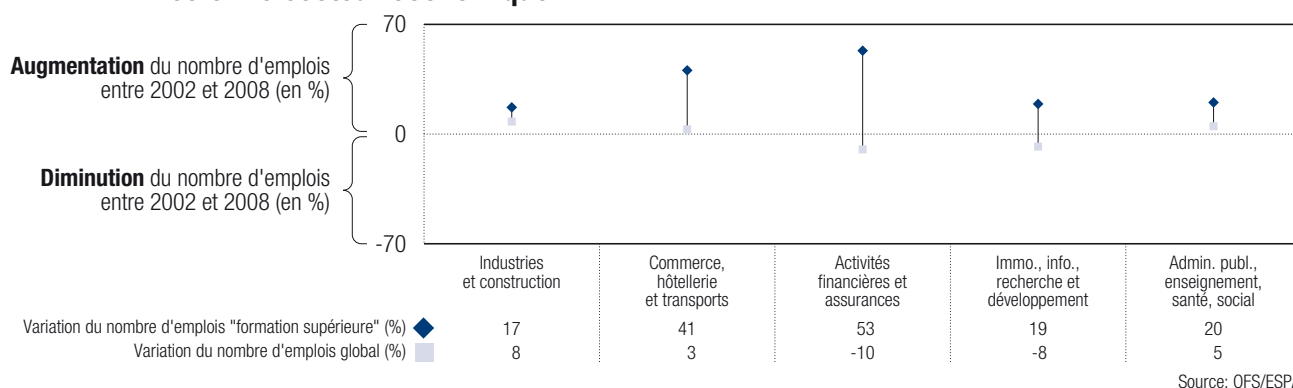 70
Augmentation du nombre d'emplois
entre 2002 et 2008 (en %)
0
Diminution du nombre d'emplois
entre 2002 et 2008 (en %)
-70
Industries
et construction
Commerce,
hôtellerie
et transports
Activités
financières et
assurances
Immo., info.,
recherche et
développement
Admin. publ.,
enseignement,
santé, social
Variation du nombre d'emplois "formation supérieure" (%) 17 41 53 19 20
Variation du nombre d'emplois global (%) 8 3 -10 -8 5
Source: OFS/ESPA